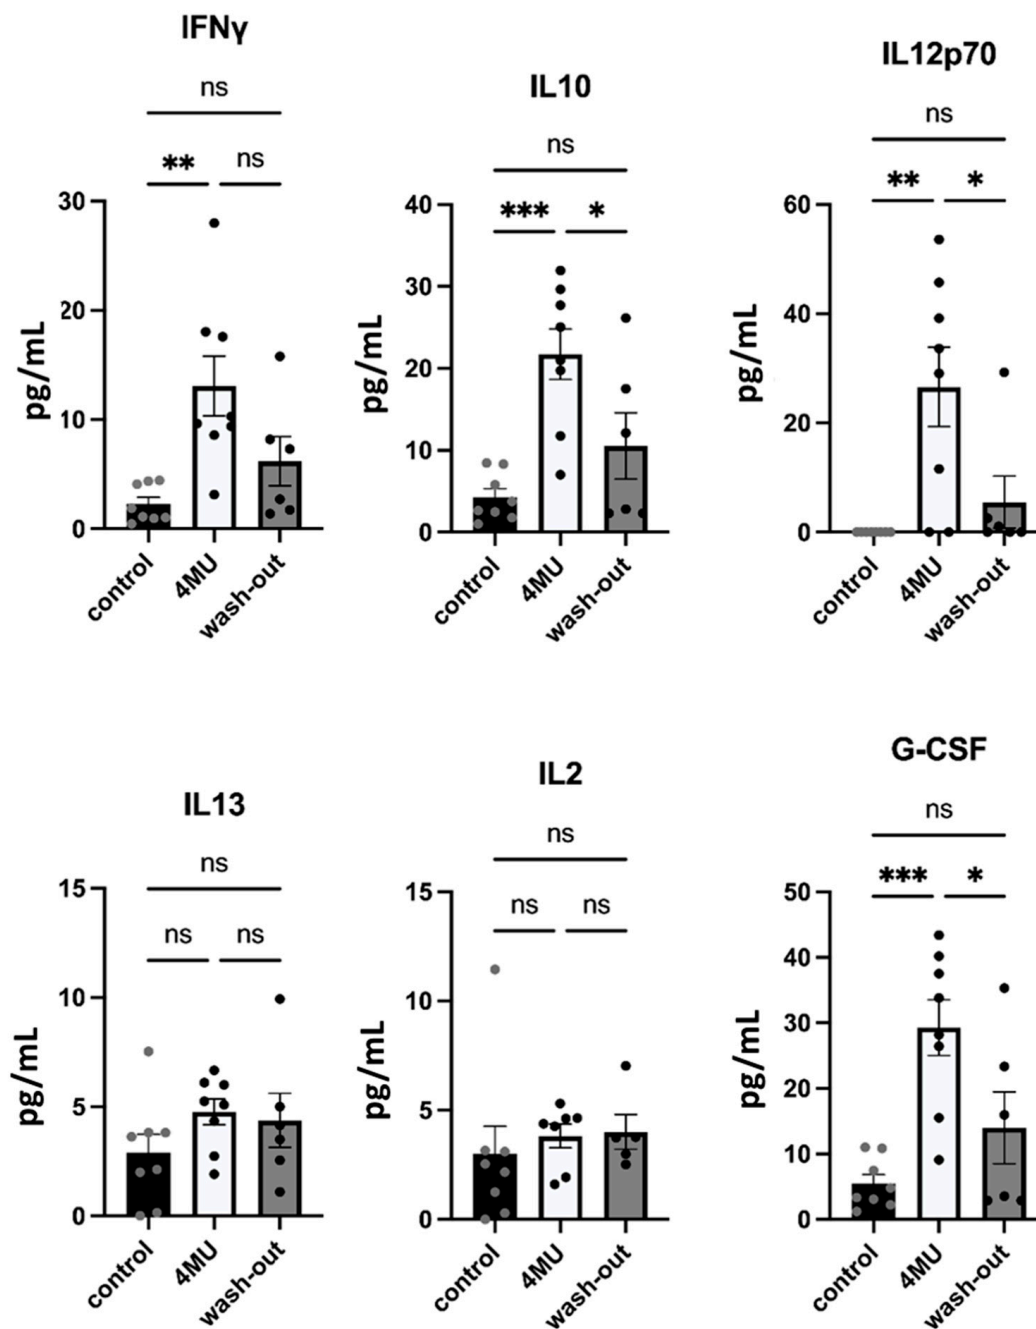 IFNγ
ns
** ns
30
20
10
0
pg/mL
control
4MU
wash-out
IL10
ns
*** *
40
30
20
10
0
pg/mL
control
4MU
wash-out
IL12p70
ns
** *
60
40
20
0
pg/mL
control
4MU
wash-out
IL13
ns
ns ns
15
10
5
0
pg/mL
control
4MU
wash-out
IL2
ns
ns ns
15
10
5
0
pg/mL
control
4MU
wash-out
G-CSF
ns
*** *
50
40
30
20
10
0
pg/mL
control
4MU
wash-out